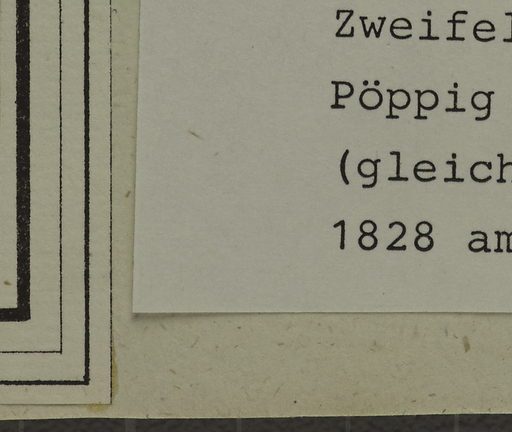 Zweifel
Pöppig
(gleich
1828 am